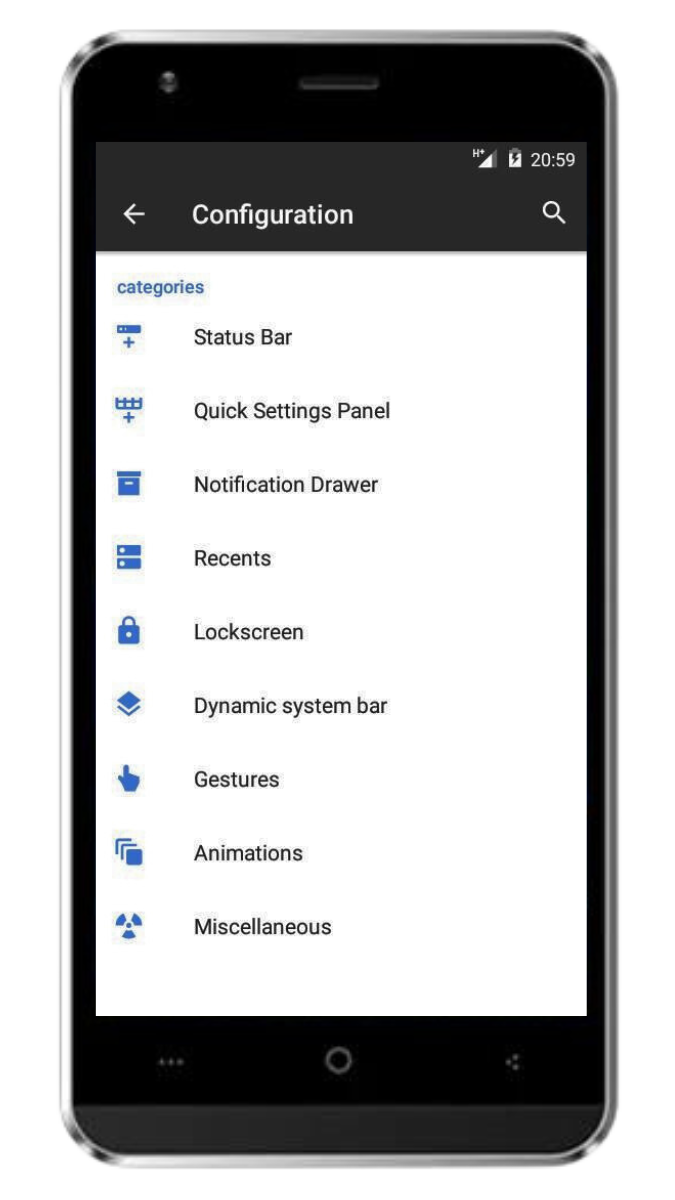 H+ 20:59
Configuration
categories
Status Bar
Quick Settings Panel
Notification Drawer
Recents
Lockscreen
Dynamic system bar
Gestures
Animations
Miscellaneous